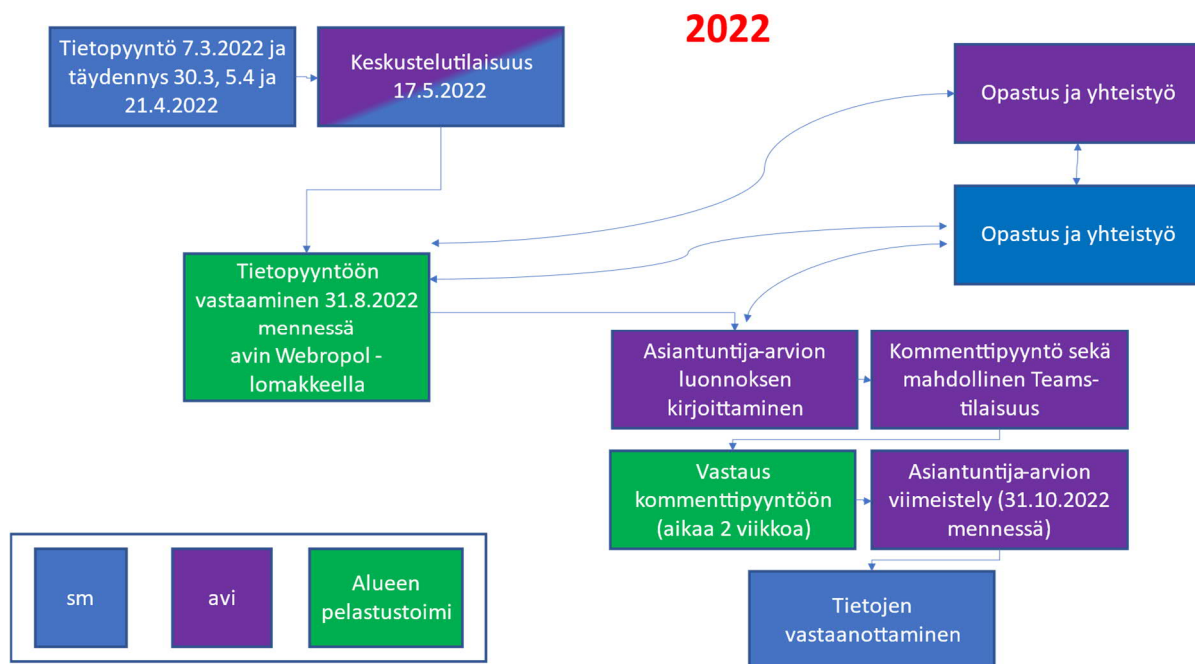 2022
Tietopyyntö 7.3.2022 ja
täydennys 30.3, 5.4 ja
21.4.2022
Keskustelutilaisuus
17.5.2022
Opastus ja yhteistyö
Opastus ja yhteistyö
Tietopyyntöön
vastaaminen 31.8.2022
mennessä
avin Webropol -
lomakkeella
Asiantuntija-arvion
luonnoksen
kirjoittaminen
Kommenttipyyntö sekä
mahdollinen Teams-
tilaisuus
Vastaus
kommenttipyyntöön
(aikaa 2 viikkoa)
Asiantuntija-arvion
viimeistely (31.10.2022
mennessä)
Tietojen
vastaanottaminen
sm
avi
Alueen
pelastustoimi